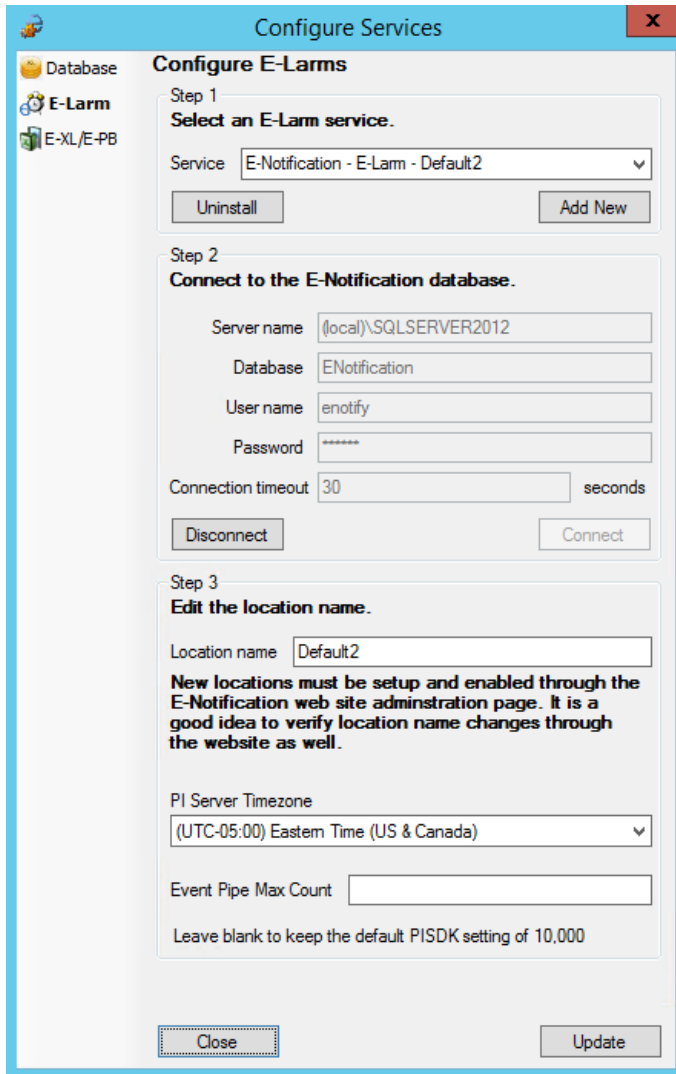 Configure Services
x
Database
E-Larm
E-XL/E-PB
Configure E-Larms
Step 1
Select an E-Larm service.
Service E-Notification - E-Larm - Default2
Uninstall Add New
Step 2
Connect to the E-Notification database.
Server name (local)\SQLSERVER2012
Database ENotification
User name enotify
Password ******
Connection timeout 30 seconds
Disconnect Connect
Step 3
Edit the location name.
Location name Default2
New locations must be setup and enabled through the
E-Notification web site adminstration page. It is a
good idea to verify location name changes through
the website as well.
PI Server Timezone
(UTC-05:00) Eastern Time (US & Canada)
Event Pipe Max Count
Leave blank to keep the default PISDK setting of 10,000
Close Update